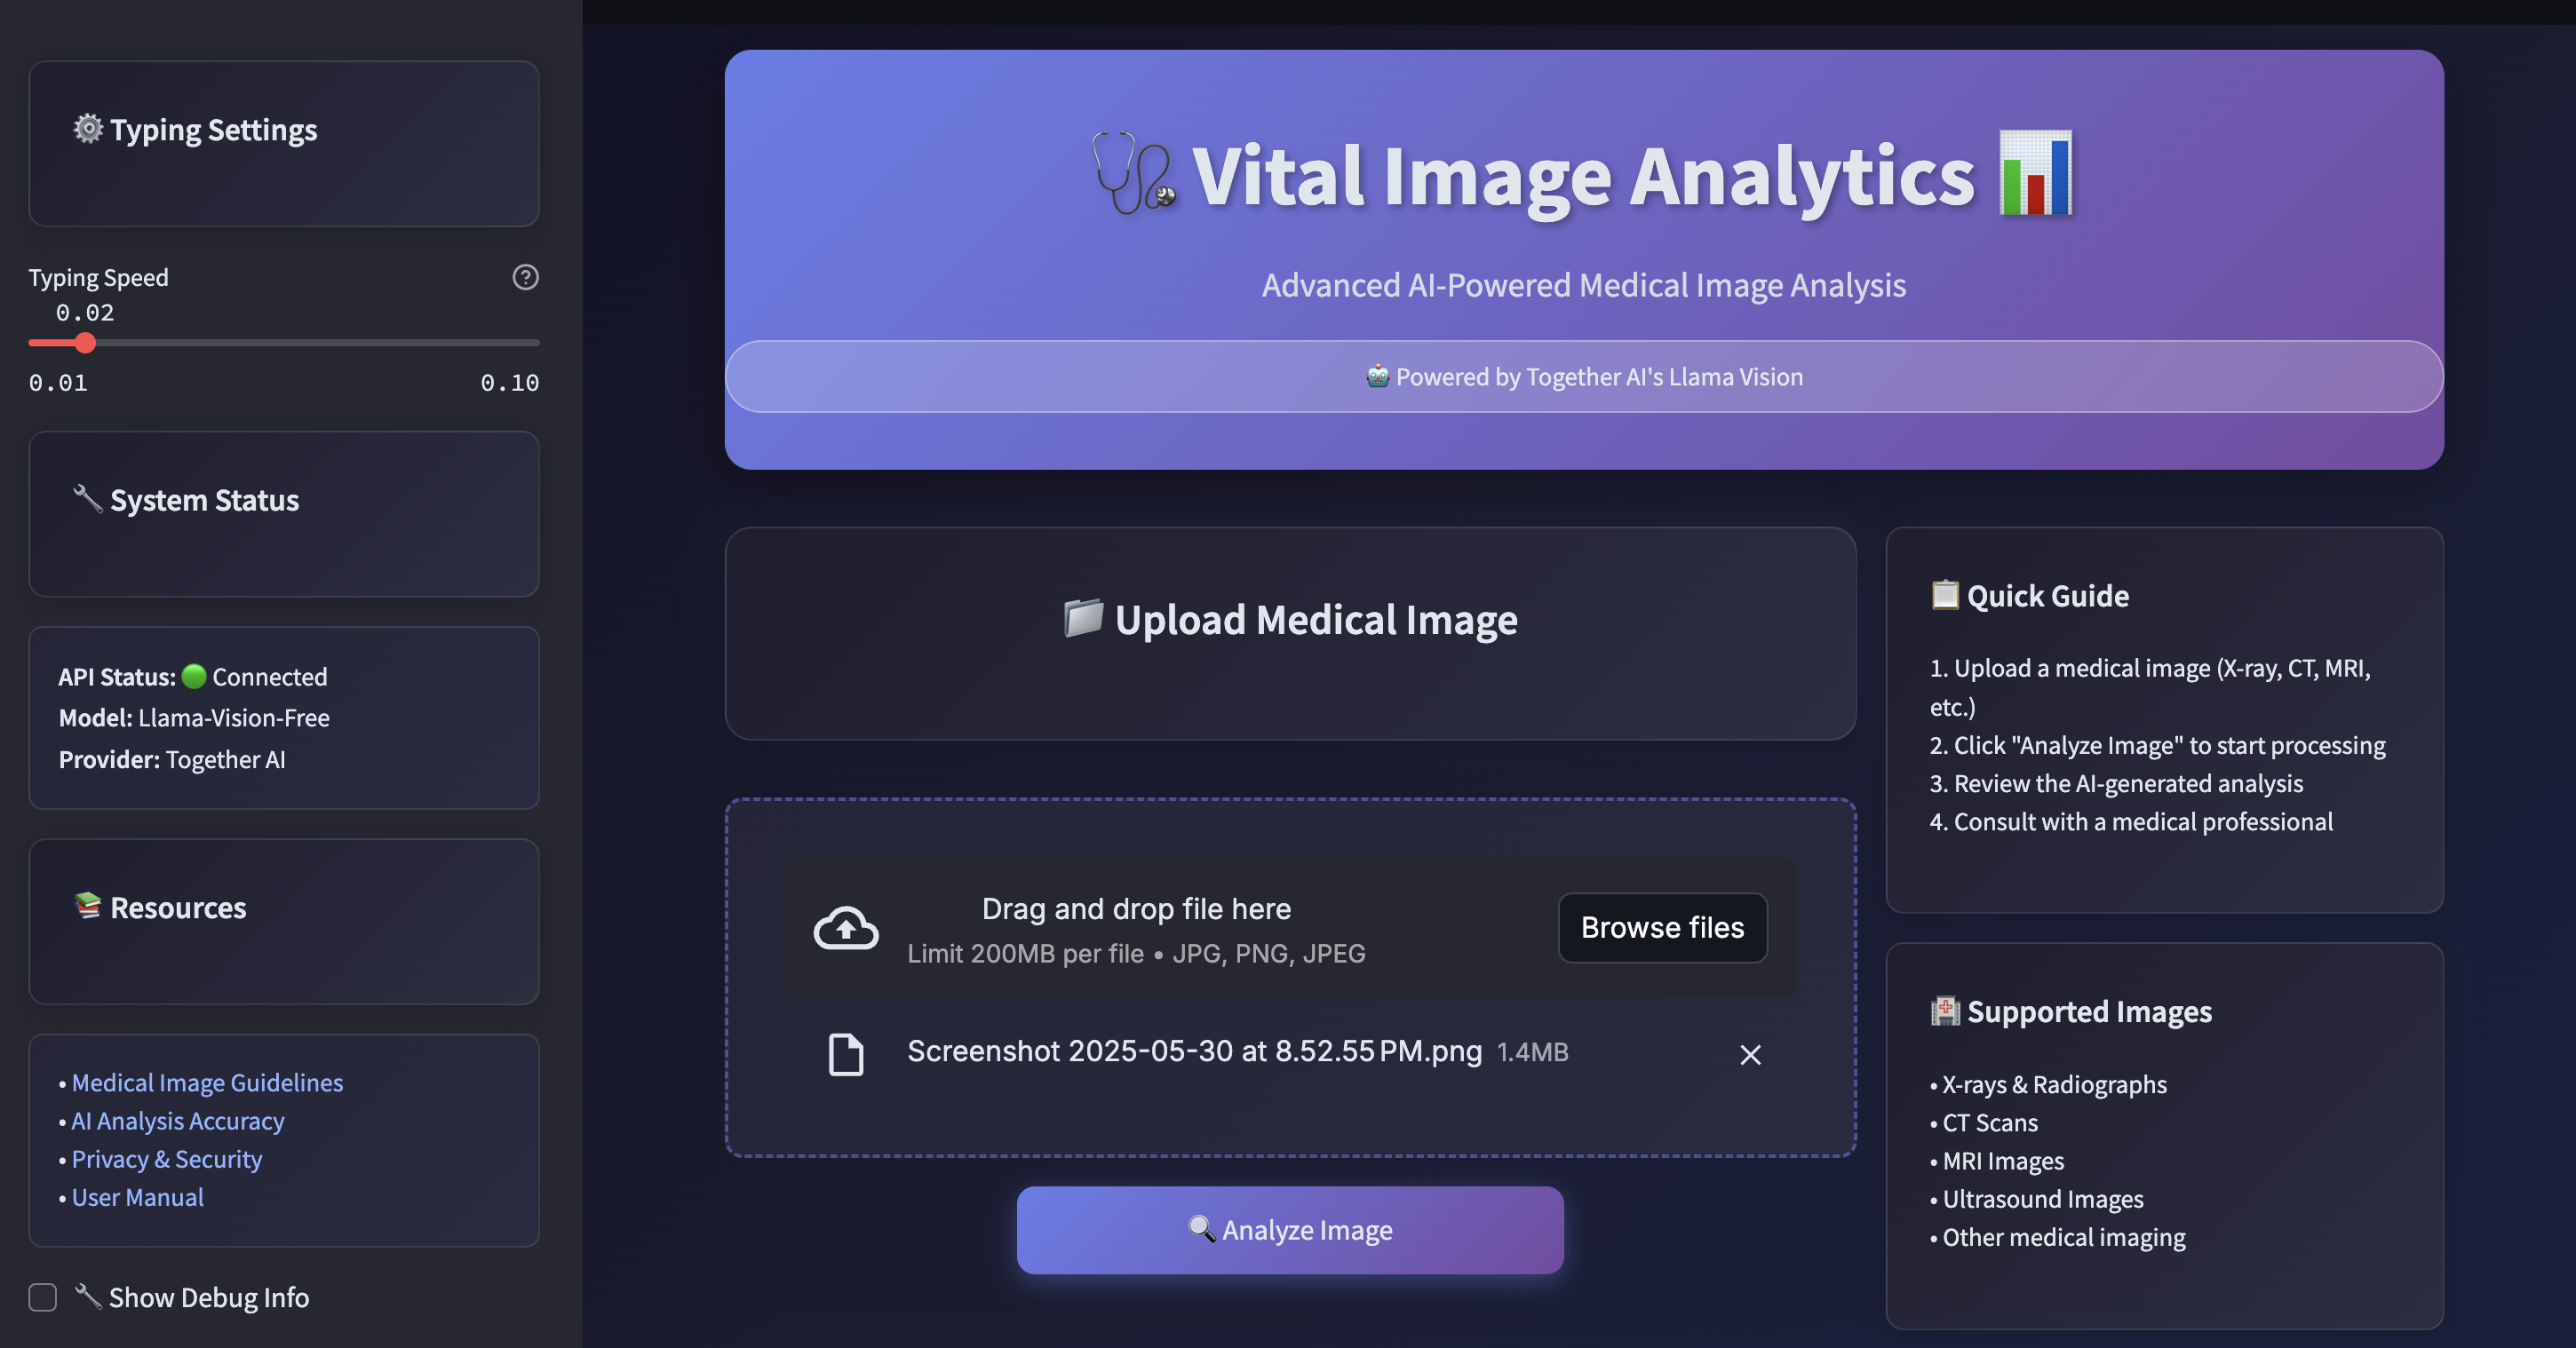 ⚙️ Typing Settings
Typing Speed
0.02
0.01 0.10
🔧 System Status
API Status: 🟢 Connected
Model: Llama-Vision-Free
Provider: Together AI
📚 Resources
• Medical Image Guidelines
• AI Analysis Accuracy
• Privacy & Security
• User Manual
🔧 Show Debug Info
🩺 Vital Image Analytics 📊
Advanced AI-Powered Medical Image Analysis
🤖 Powered by Together AI's Llama Vision
📁 Upload Medical Image
Drag and drop file here
Limit 200MB per file • JPG, PNG, JPEG
Browse files
Screenshot 2025-05-30 at 8.52.55 PM.png 1.4MB
🔍 Analyze Image
📋 Quick Guide
1. Upload a medical image (X-ray, CT, MRI,
etc.)
2. Click "Analyze Image" to start processing
3. Review the AI-generated analysis
4. Consult with a medical professional
🏥 Supported Images
• X-rays & Radiographs
• CT Scans
• MRI Images
• Ultrasound Images
• Other medical imaging